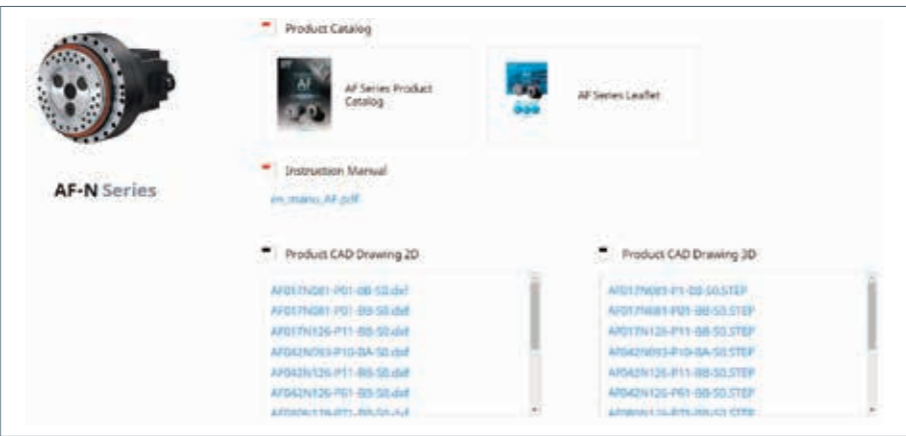 Product Catalog
AF Series Product
Catalog
AF Series Leaflet
AF
AF-N Series
Instruction Manual
en_manu_AF.pdf
Product CAD Drawing 2D
AF017N081-P01-BB-S0.dxf
AF017N126-P11-BB-S0.dxf
AF042N093-P10-BA-S0.dxf
AF042N126-P11-BB-S0.dxf
AF042N126-P61-BB-S0.dxf
Product CAD Drawing 3D
AF017N081-P01-BB-S0.STEP
AF017N126-P11-BB-S0.STEP
AF042N093-P10-BA-S0.STEP
AF042N126-P11-BB-S0.STEP
AF042N126-P61-BB-S0.STEP